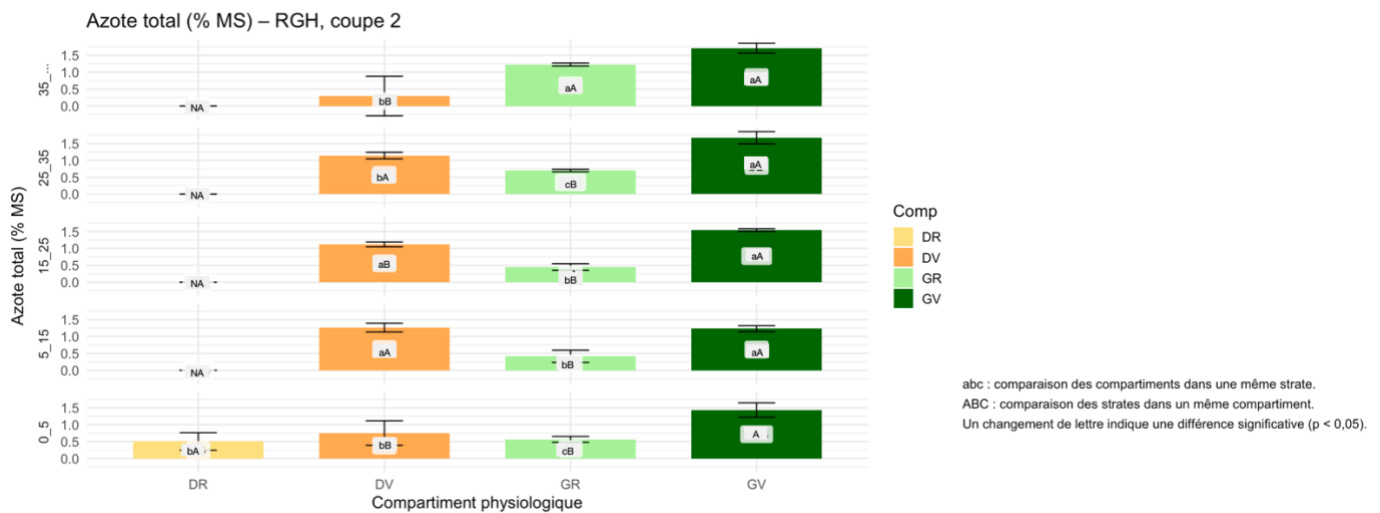 Azote total (% MS) – RGH, coupe 2
Azote total (% MS)
35_...
1.5
1.0
0.5
0.0
NA
bB
aA
aA
25_35
1.5
1.0
0.5
0.0
NA
bA
cB
aA
15_25
1.5
1.0
0.5
0.0
NA
aB
bB
aA
5_15
1.5
1.0
0.5
0.0
NA
aA
bB
aA
0_5
1.5
1.0
0.5
0.0
bA
bB
cB
A
DR
DV
GR
GV
Compartiment physiologique
Comp
DR
DV
GR
GV
abc : comparaison des compartiments dans une même strate.
ABC : comparaison des strates dans un même compartiment.
Un changement de lettre indique une différence significative (p < 0,05).